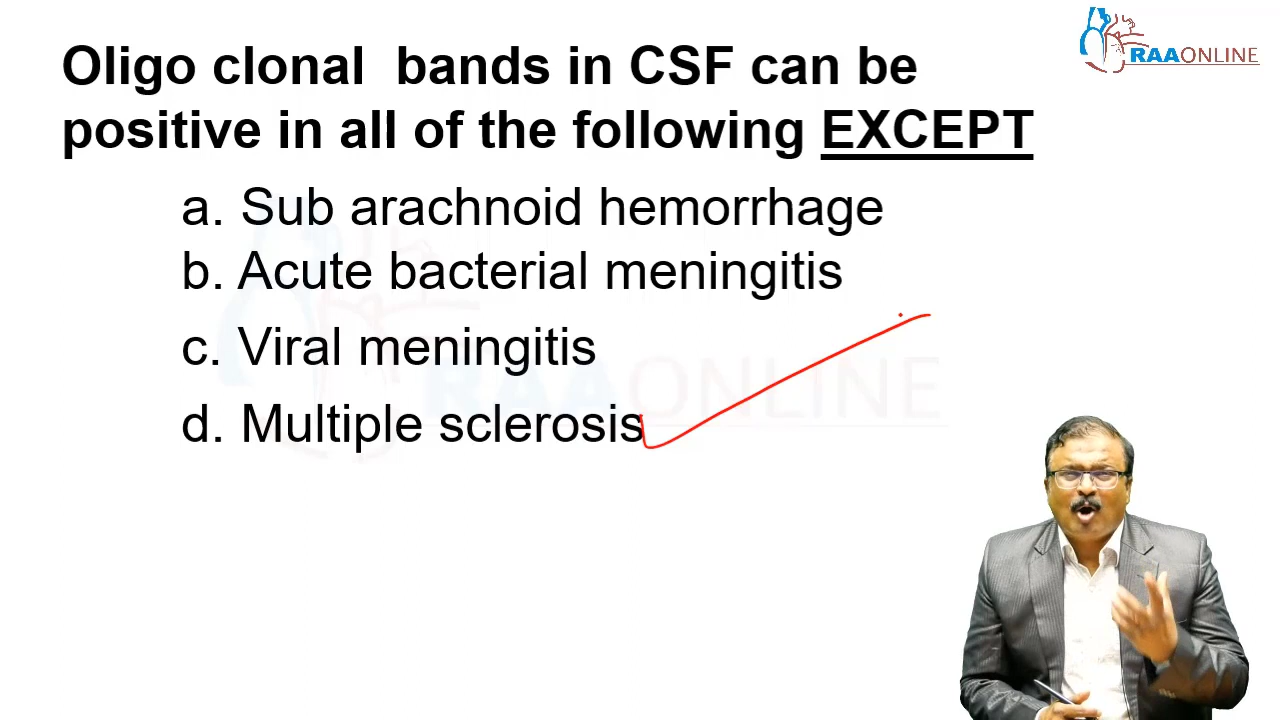 RAAONLINE
Oligo clonal bands in CSF can be
positive in all of the following EXCEPT
a. Sub arachnoid hemorrhage
b. Acute bacterial meningitis
c. Viral meningitis
d. Multiple sclerosis
RAAONLINE